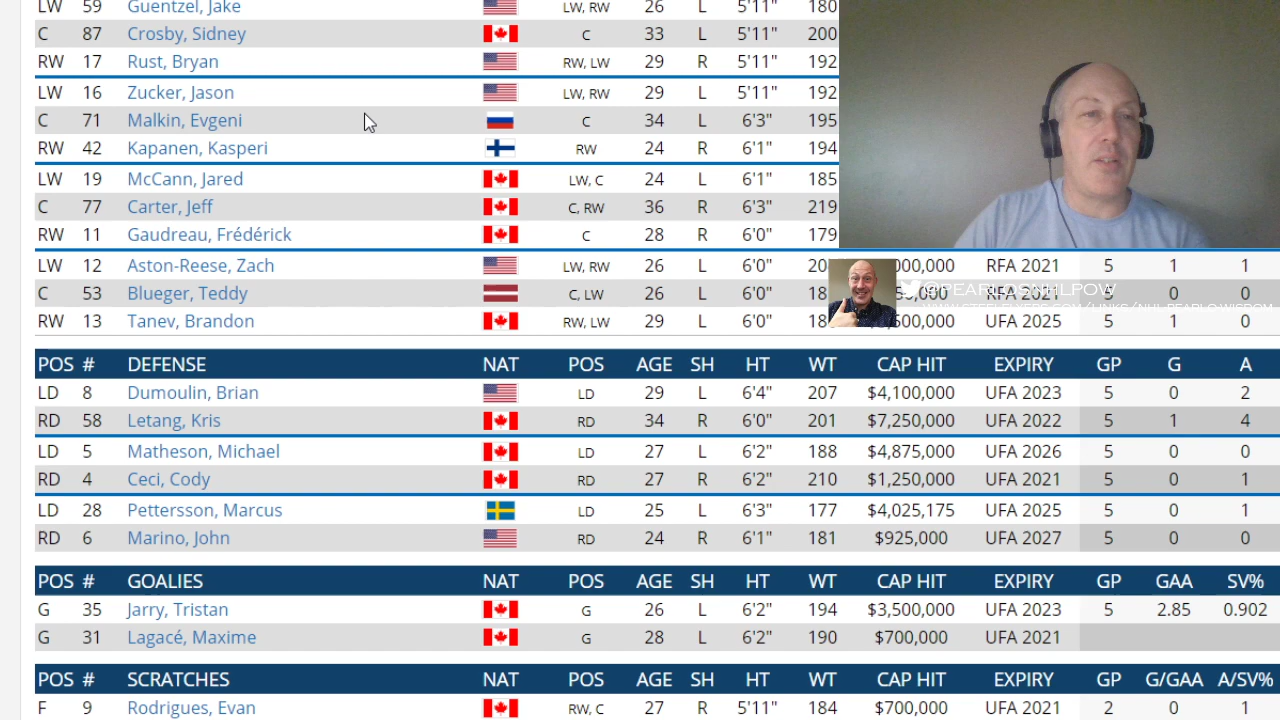 LW 59 Guentzel, Jake LW, RW 26 L 5'11" 180
C 87 Crosby, Sidney C 33 L 5'11" 200
RW 17 Rust, Bryan RW, LW 29 R 5'11" 192
LW 16 Zucker, Jason LW, RW 29 L 5'11" 192
C 71 Malkin, Evgeni C 34 L 6'3" 195
RW 42 Kapanen, Kasperi RW 24 R 6'1" 194
LW 19 McCann, Jared LW, C 24 L 6'1" 185
C 77 Carter, Jeff C, RW 36 R 6'3" 219
RW 11 Gaudreau, Frédérick C 28 R 6'0" 179
LW 12 Aston-Reese, Zach LW, RW 26 L 6'0" RFA 2021 5 1 1
C 53 Blueger, Teddy C, LW 26 L 6'0" RFA 2021 5 0 0
@PEARLOSNHLPOW
RW 13 Tanev, Brandon RW, LW 29 L 6'0" UFA 2025 5 1 0
POS # DEFENSE NAT POS AGE SH HT WT CAP HIT EXPIRY GP G A
LD 8 Dumoulin, Brian LD 29 L 6'4" 207 $4,100,000 UFA 2023 5 0 2
RD 58 Letang, Kris RD 34 R 6'0" 201 $7,250,000 UFA 2022 5 1 4
LD 5 Matheson, Michael LD 27 L 6'2" 188 $4,875,000 UFA 2026 5 0 0
RD 4 Ceci, Cody RD 27 R 6'2" 210 $1,250,000 UFA 2021 5 0 1
LD 28 Pettersson, Marcus LD 25 L 6'3" 177 $4,025,175 UFA 2025 5 0 1
RD 6 Marino, John RD 24 R 6'1" 181 $925,000 UFA 2027 5 0 0
POS # GOALIES NAT POS AGE SH HT WT CAP HIT EXPIRY GP GAA SV%
G 35 Jarry, Tristan G 26 L 6'2" 194 $3,500,000 UFA 2023 5 2.85 0.902
G 31 Lagacé, Maxime G 28 L 6'2" 190 $700,000 UFA 2021
POS # SCRATCHES NAT POS AGE SH HT WT CAP HIT EXPIRY GP G/GAA A/SV%
F 9 Rodrigues, Evan RW, C 27 R 5'11" 184 $700,000 UFA 2021 2 0 1